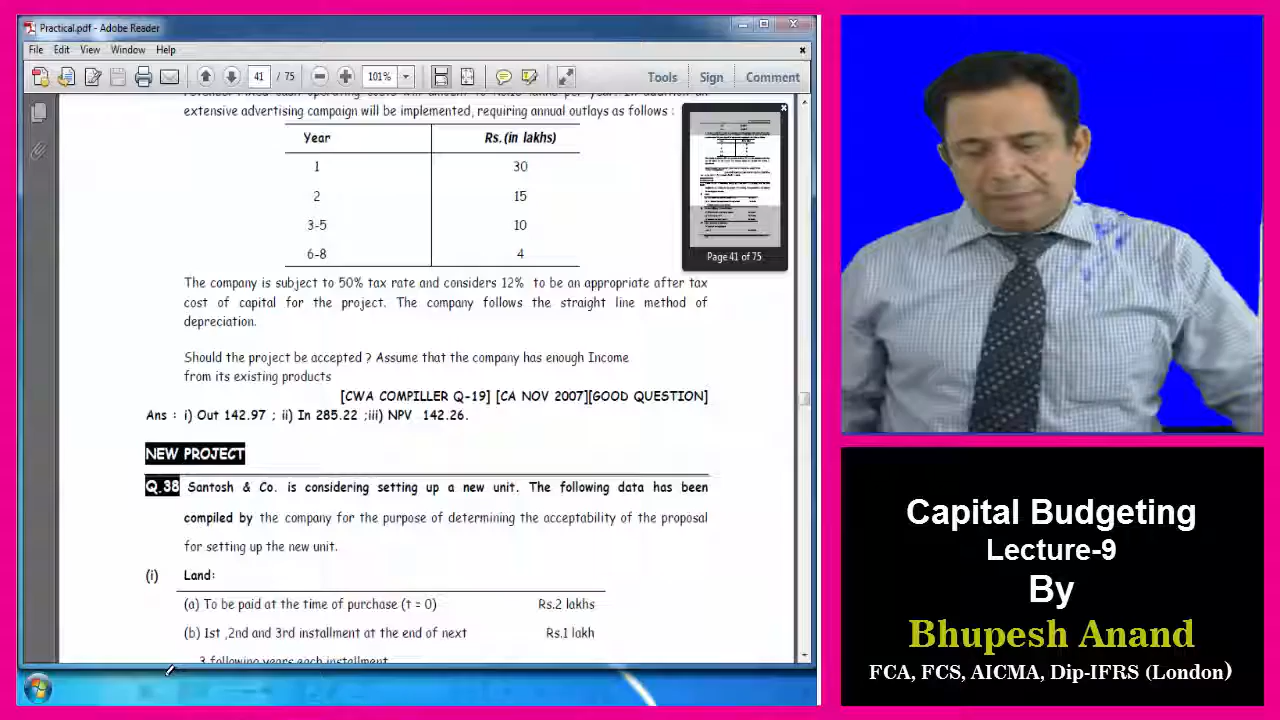 Practical.pdf - Adobe Reader
File Edit View Window Help
41 / 75 101% Tools Sign Comment
extensive advertising campaign will be implemented, requiring annual outlays as follows :
Year Rs.(in lakhs)
1 30
2 15
3-5 10
6-8 4
Page 41 of 75
The company is subject to 50% tax rate and considers 12% to be an appropriate after tax
cost of capital for the project. The company follows the straight line method of
depreciation.
Should the project be accepted ? Assume that the company has enough Income
from its existing products
[CWA COMPILLER Q-19] [CA NOV 2007][GOOD QUESTION]
Ans : i) Out 142.97 ; ii) In 285.22 ;iii) NPV 142.26.
NEW PROJECT
Q.38 Santosh & Co. is considering setting up a new unit. The following data has been
compiled by the company for the purpose of determining the acceptability of the proposal
for setting up the new unit.
(i) Land:
(a) To be paid at the time of purchase (t = 0) Rs.2 lakhs
(b) 1st ,2nd and 3rd installment at the end of next Rs.1 lakh
3 following years each installment
Capital Budgeting
Lecture-9
By
Bhupesh Anand
FCA, FCS, AICMA, Dip-IFRS (London)